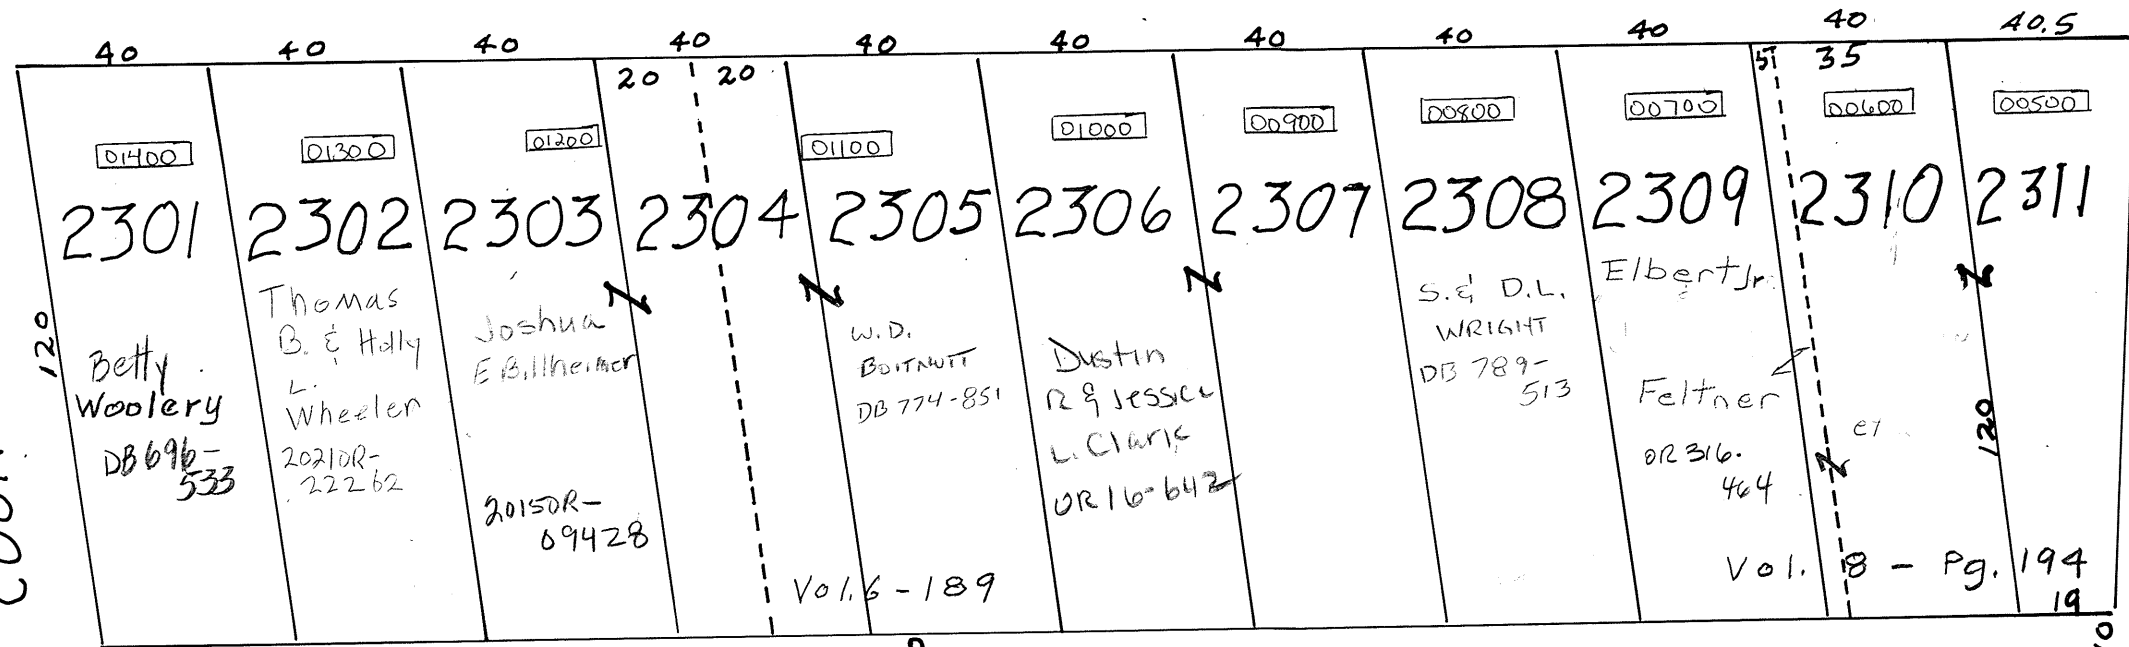 40 40 40 40 40 40 40 40 40 40 40.5
20 20 5 35
01400 01300 01200 01100 01000 00900 00800 00700 00600 00500
2301 2302 2303 2304 2305 2306 2307 2308 2309 2310 2311
120
Betty
Woolery
DB 696-
533
Thomas
B. & Holly
L.
Wheeler
2021OR-
22262
Joshua
E Billheimer
2015OR-
09428
W.D.
BOITNUTT
DB 774-851
Dustin
R & Jessica
L. Clark
OR 16-642
S. & D.L.
WRIGHT
DB 789-
513
Elbert Jr.
Feltner
OR 316-
464
120
Vol. 6-189
Vol. 8 - Pg. 194
19